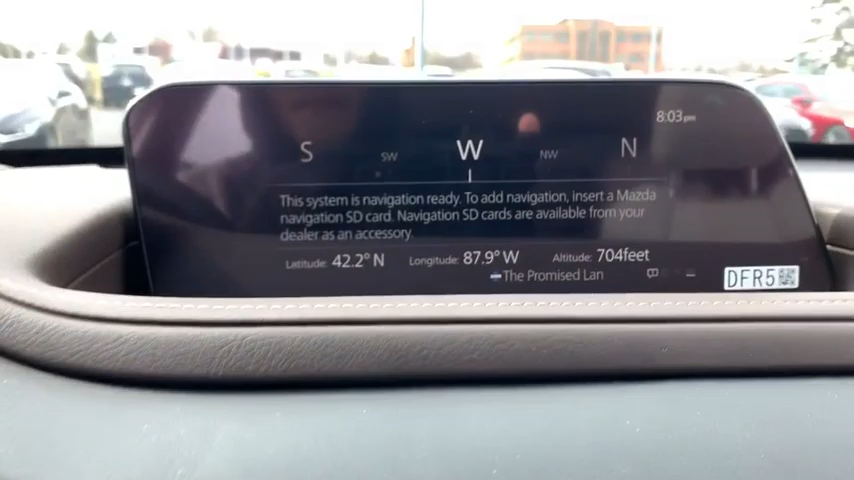 8:03pm
S SW W NW N
This system is navigation ready. To add navigation, insert a Mazda
navigation SD card. Navigation SD cards are available from your
dealer as an accessory.
Latitude: 42.2° N Longitude: 87.9° W Altitude: 704feet
The Promised Lan
DFR5